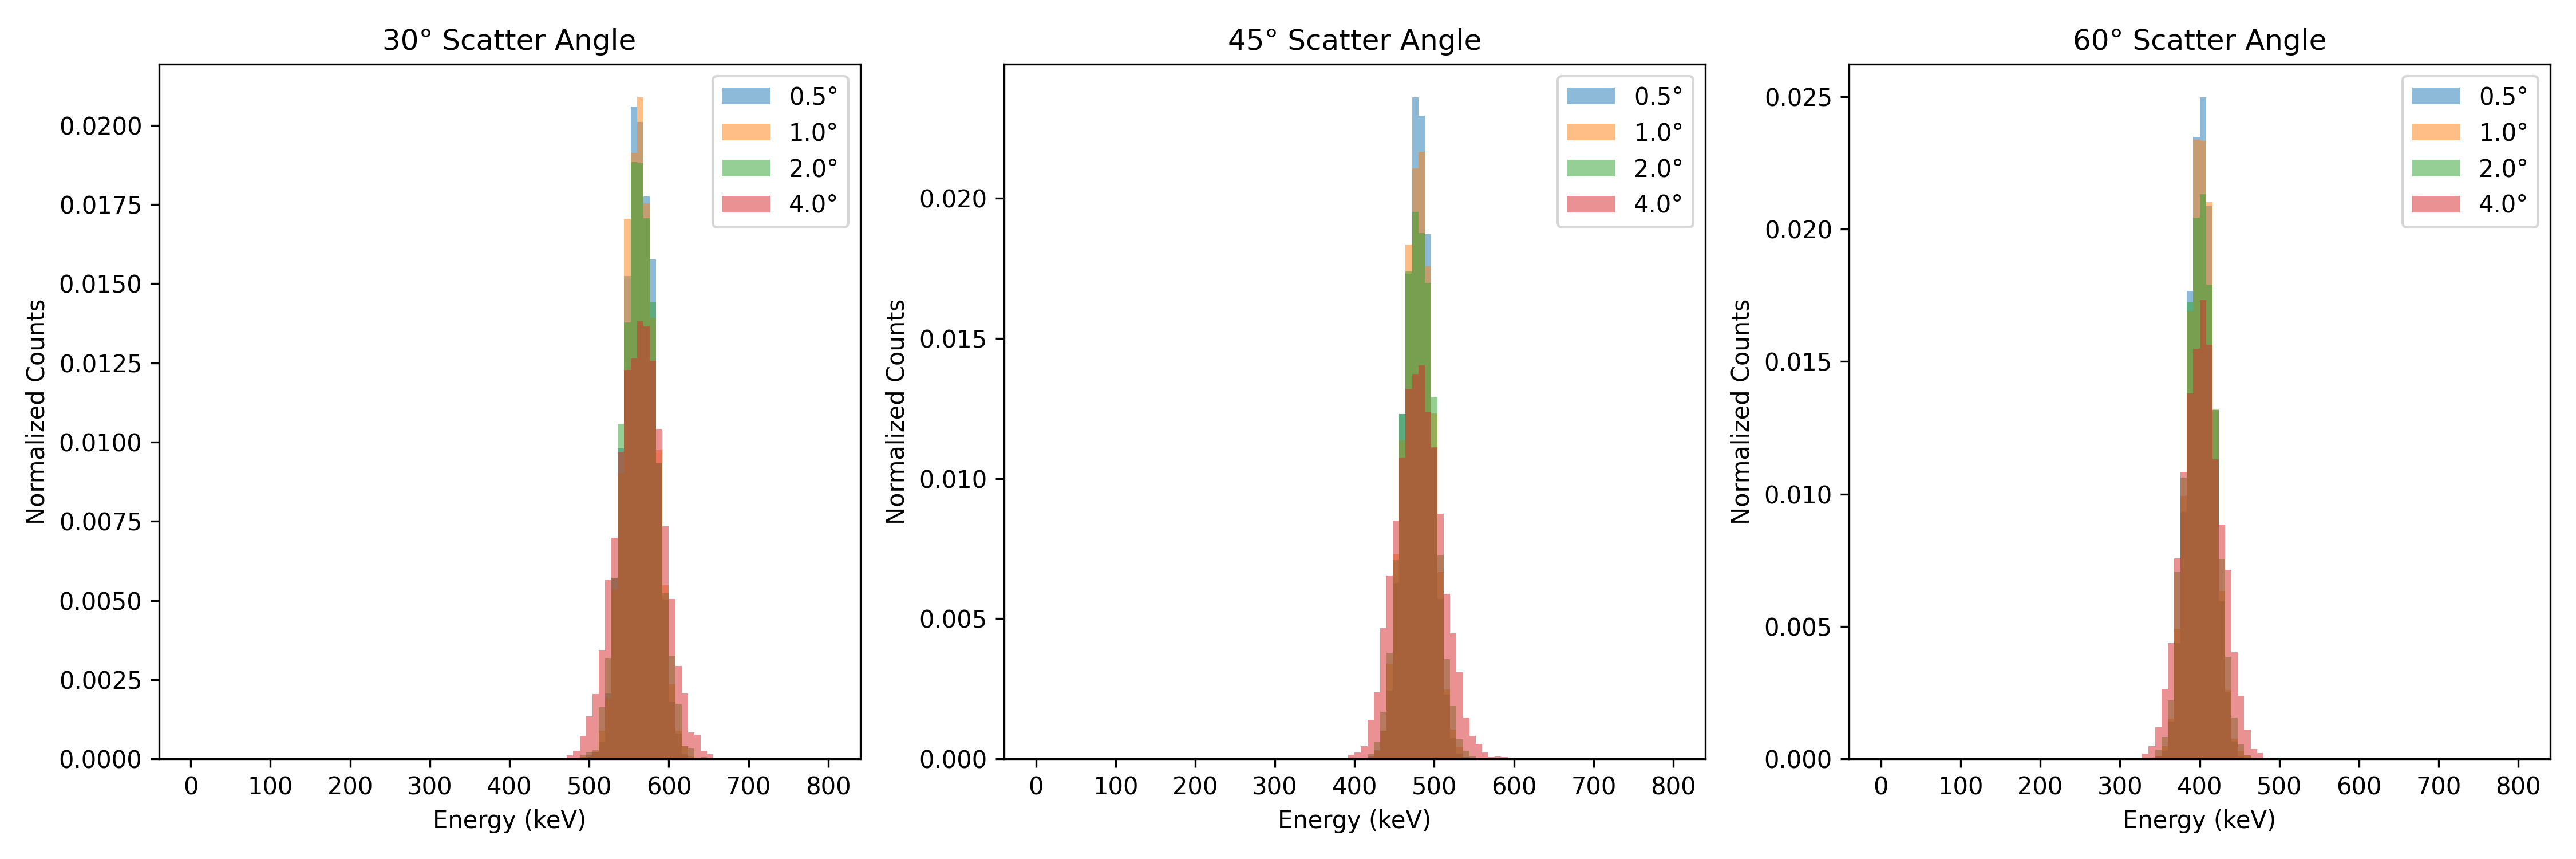 30° Scatter Angle
Normalized Counts
0.0200
0.0175
0.0150
0.0125
0.0100
0.0075
0.0050
0.0025
0.0000
0 100 200 300 400 500 600 700 800
Energy (keV)
0.5°
1.0°
2.0°
4.0°
45° Scatter Angle
Normalized Counts
0.020
0.015
0.010
0.005
0.000
0 100 200 300 400 500 600 700 800
Energy (keV)
0.5°
1.0°
2.0°
4.0°
60° Scatter Angle
Normalized Counts
0.025
0.020
0.015
0.010
0.005
0.000
0 100 200 300 400 500 600 700 800
Energy (keV)
0.5°
1.0°
2.0°
4.0°